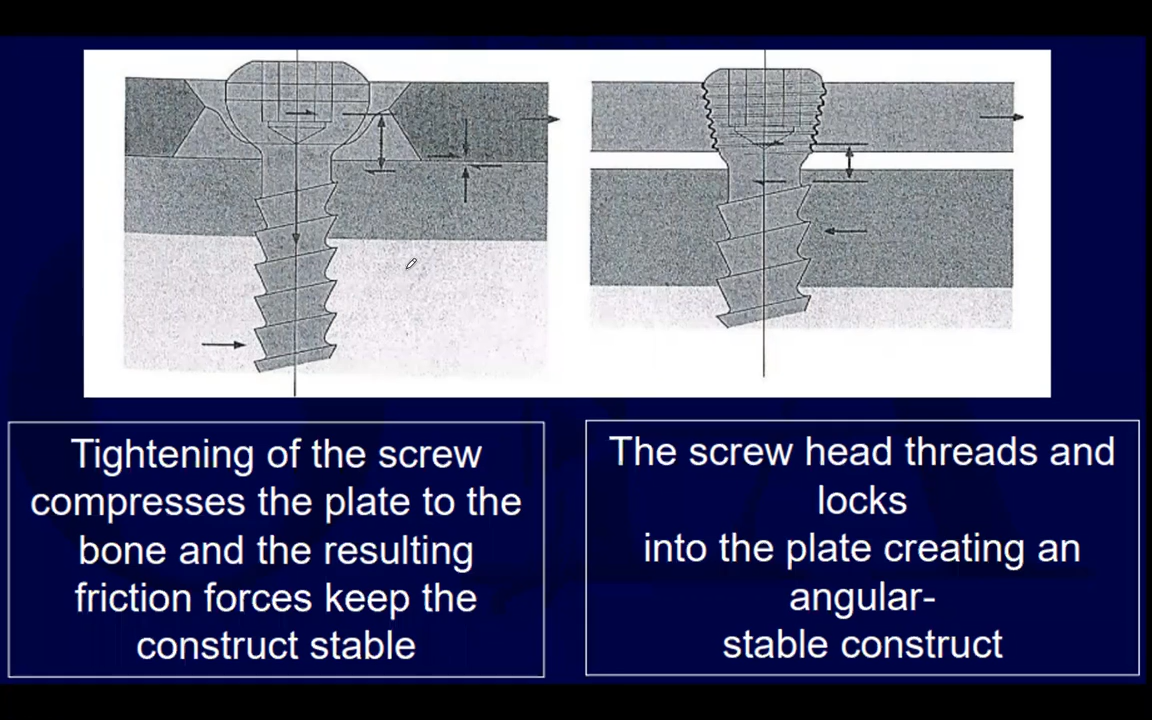 Tightening of the screw
compresses the plate to the
bone and the resulting
friction forces keep the
construct stable
The screw head threads and
locks
into the plate creating an
angular-
stable construct